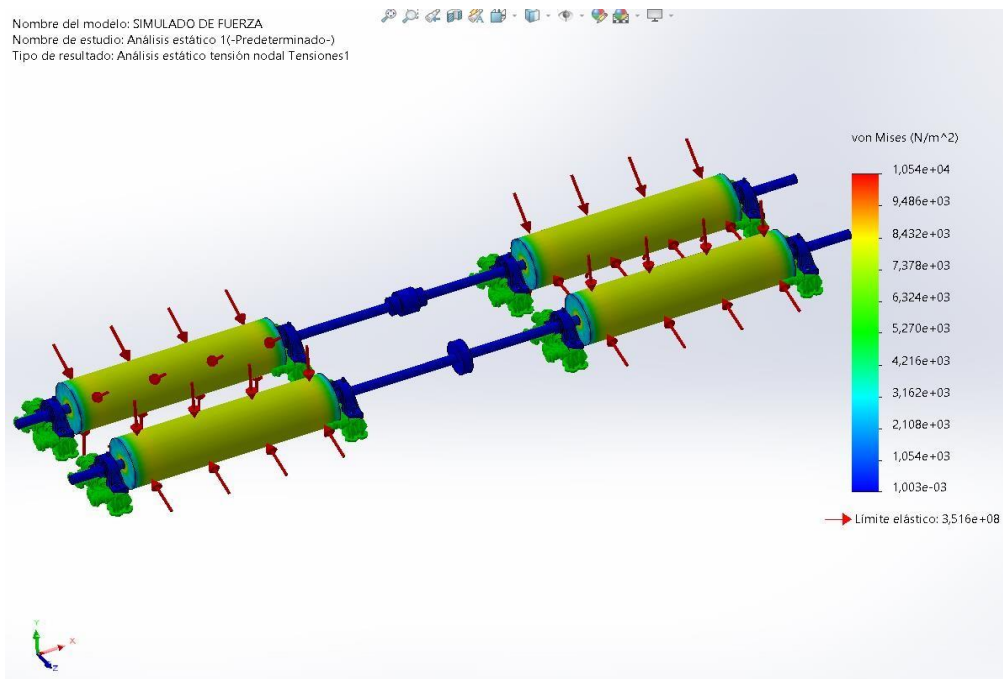 Nombre del modelo: SIMULADO DE FUERZA
Nombre de estudio: Análisis estático 1(-Predeterminado-)
Tipo de resultado: Análisis estático tensión nodal Tensiones1
von Mises (N/m^2)
1,054e+04
9,486e+03
8,432e+03
7,378e+03
6,324e+03
5,270e+03
4,216e+03
3,162e+03
2,108e+03
1,054e+03
1,003e-03
Límite elástico: 3,516e+08
Y
X
Z